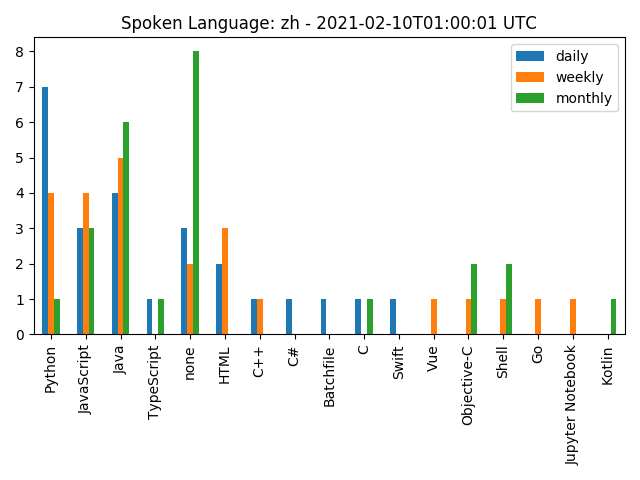 Spoken Language: zh - 2021-02-10T01:00:01 UTC
daily
weekly
monthly
8
7
6
5
4
3
2
1
0
Python
JavaScript
Java
TypeScript
none
HTML
C++
C#
Batchfile
C
Swift
Vue
Objective-C
Shell
Go
Jupyter Notebook
Kotlin